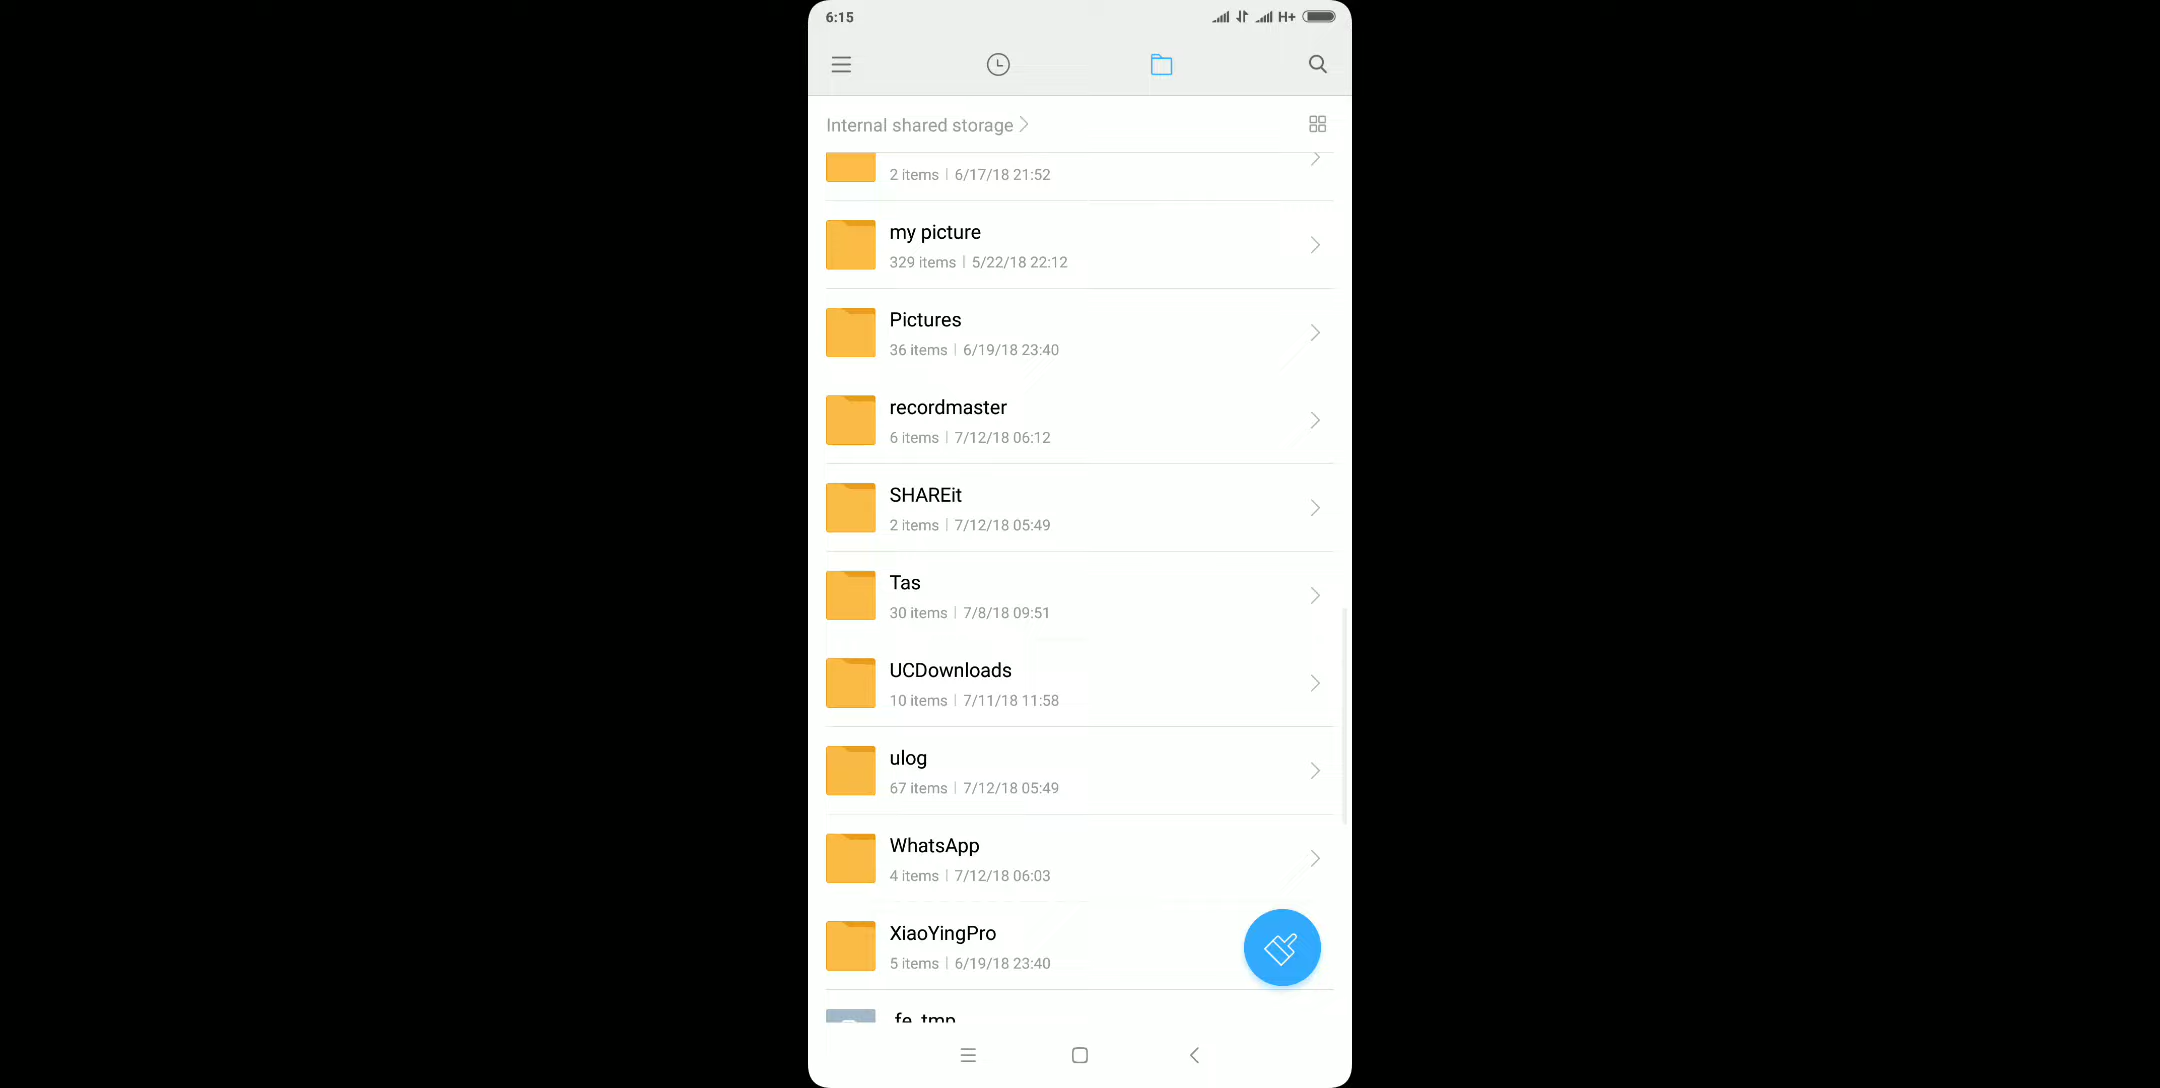 6:15
H+
Internal shared storage
2 items | 6/17/18 21:52
my picture
329 items | 5/22/18 22:12
Pictures
36 items | 6/19/18 23:40
recordmaster
6 items | 7/12/18 06:12
SHAREit
2 items | 7/12/18 05:49
Tas
30 items | 7/8/18 09:51
UCDownloads
10 items | 7/11/18 11:58
ulog
67 items | 7/12/18 05:49
WhatsApp
4 items | 7/12/18 06:03
XiaoYingPro
5 items | 6/19/18 23:40
.fe_tmp